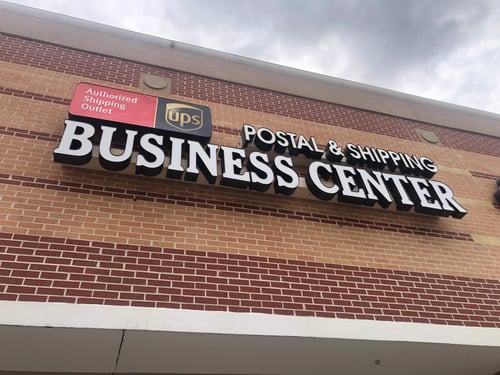 Authorized
Shipping
Outlet
ups
POSTAL & SHIPPING
BUSINESS CENTER